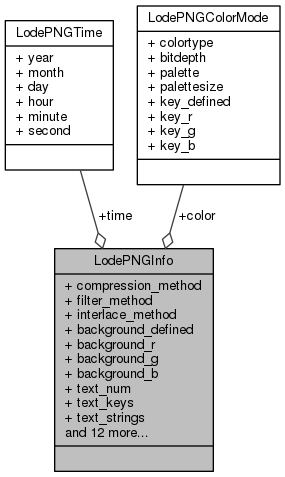 LodePNGTime
+ year
+ month
+ day
+ hour
+ minute
+ second
LodePNGColorMode
+ colortype
+ bitdepth
+ palette
+ palettesize
+ key_defined
+ key_r
+ key_g
+ key_b
+time
+color
LodePNGInfo
+ compression_method
+ filter_method
+ interlace_method
+ background_defined
+ background_r
+ background_g
+ background_b
+ text_num
+ text_keys
+ text_strings
and 12 more...